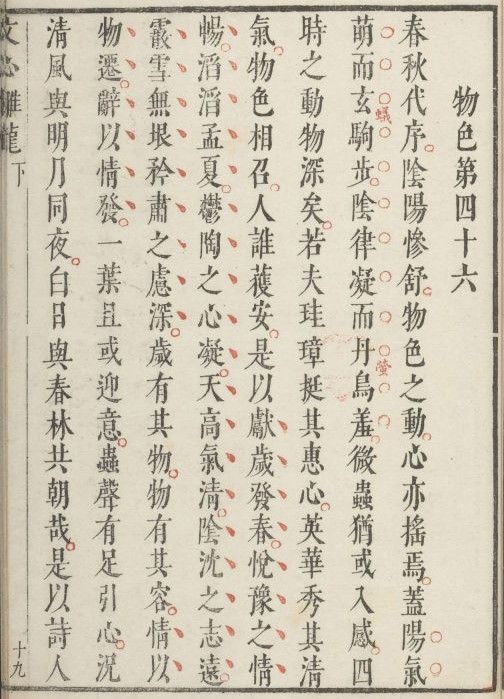 物色第四十六
春秋代序陰陽慘舒物色之動心亦搖焉蓋陽氣
萌而玄駒步陰律凝而丹鳥羞微蟲猶或入感四
時之動物深矣若夫珪璋挺其惠心英華秀其清
氣物色相召人誰獲安是以獻歲發春悅豫之情
暢滔滔孟夏鬱陶之心凝天高氣清陰沈之志遠
霰雪無垠矜肅之慮深歲有其物物有其容情以
物遷辭以情發一葉且或迎意蟲聲有足引心況
清風與明月同夜白日與春林共朝哉是以詩人
文心雕龍下
十九
蟻
螢